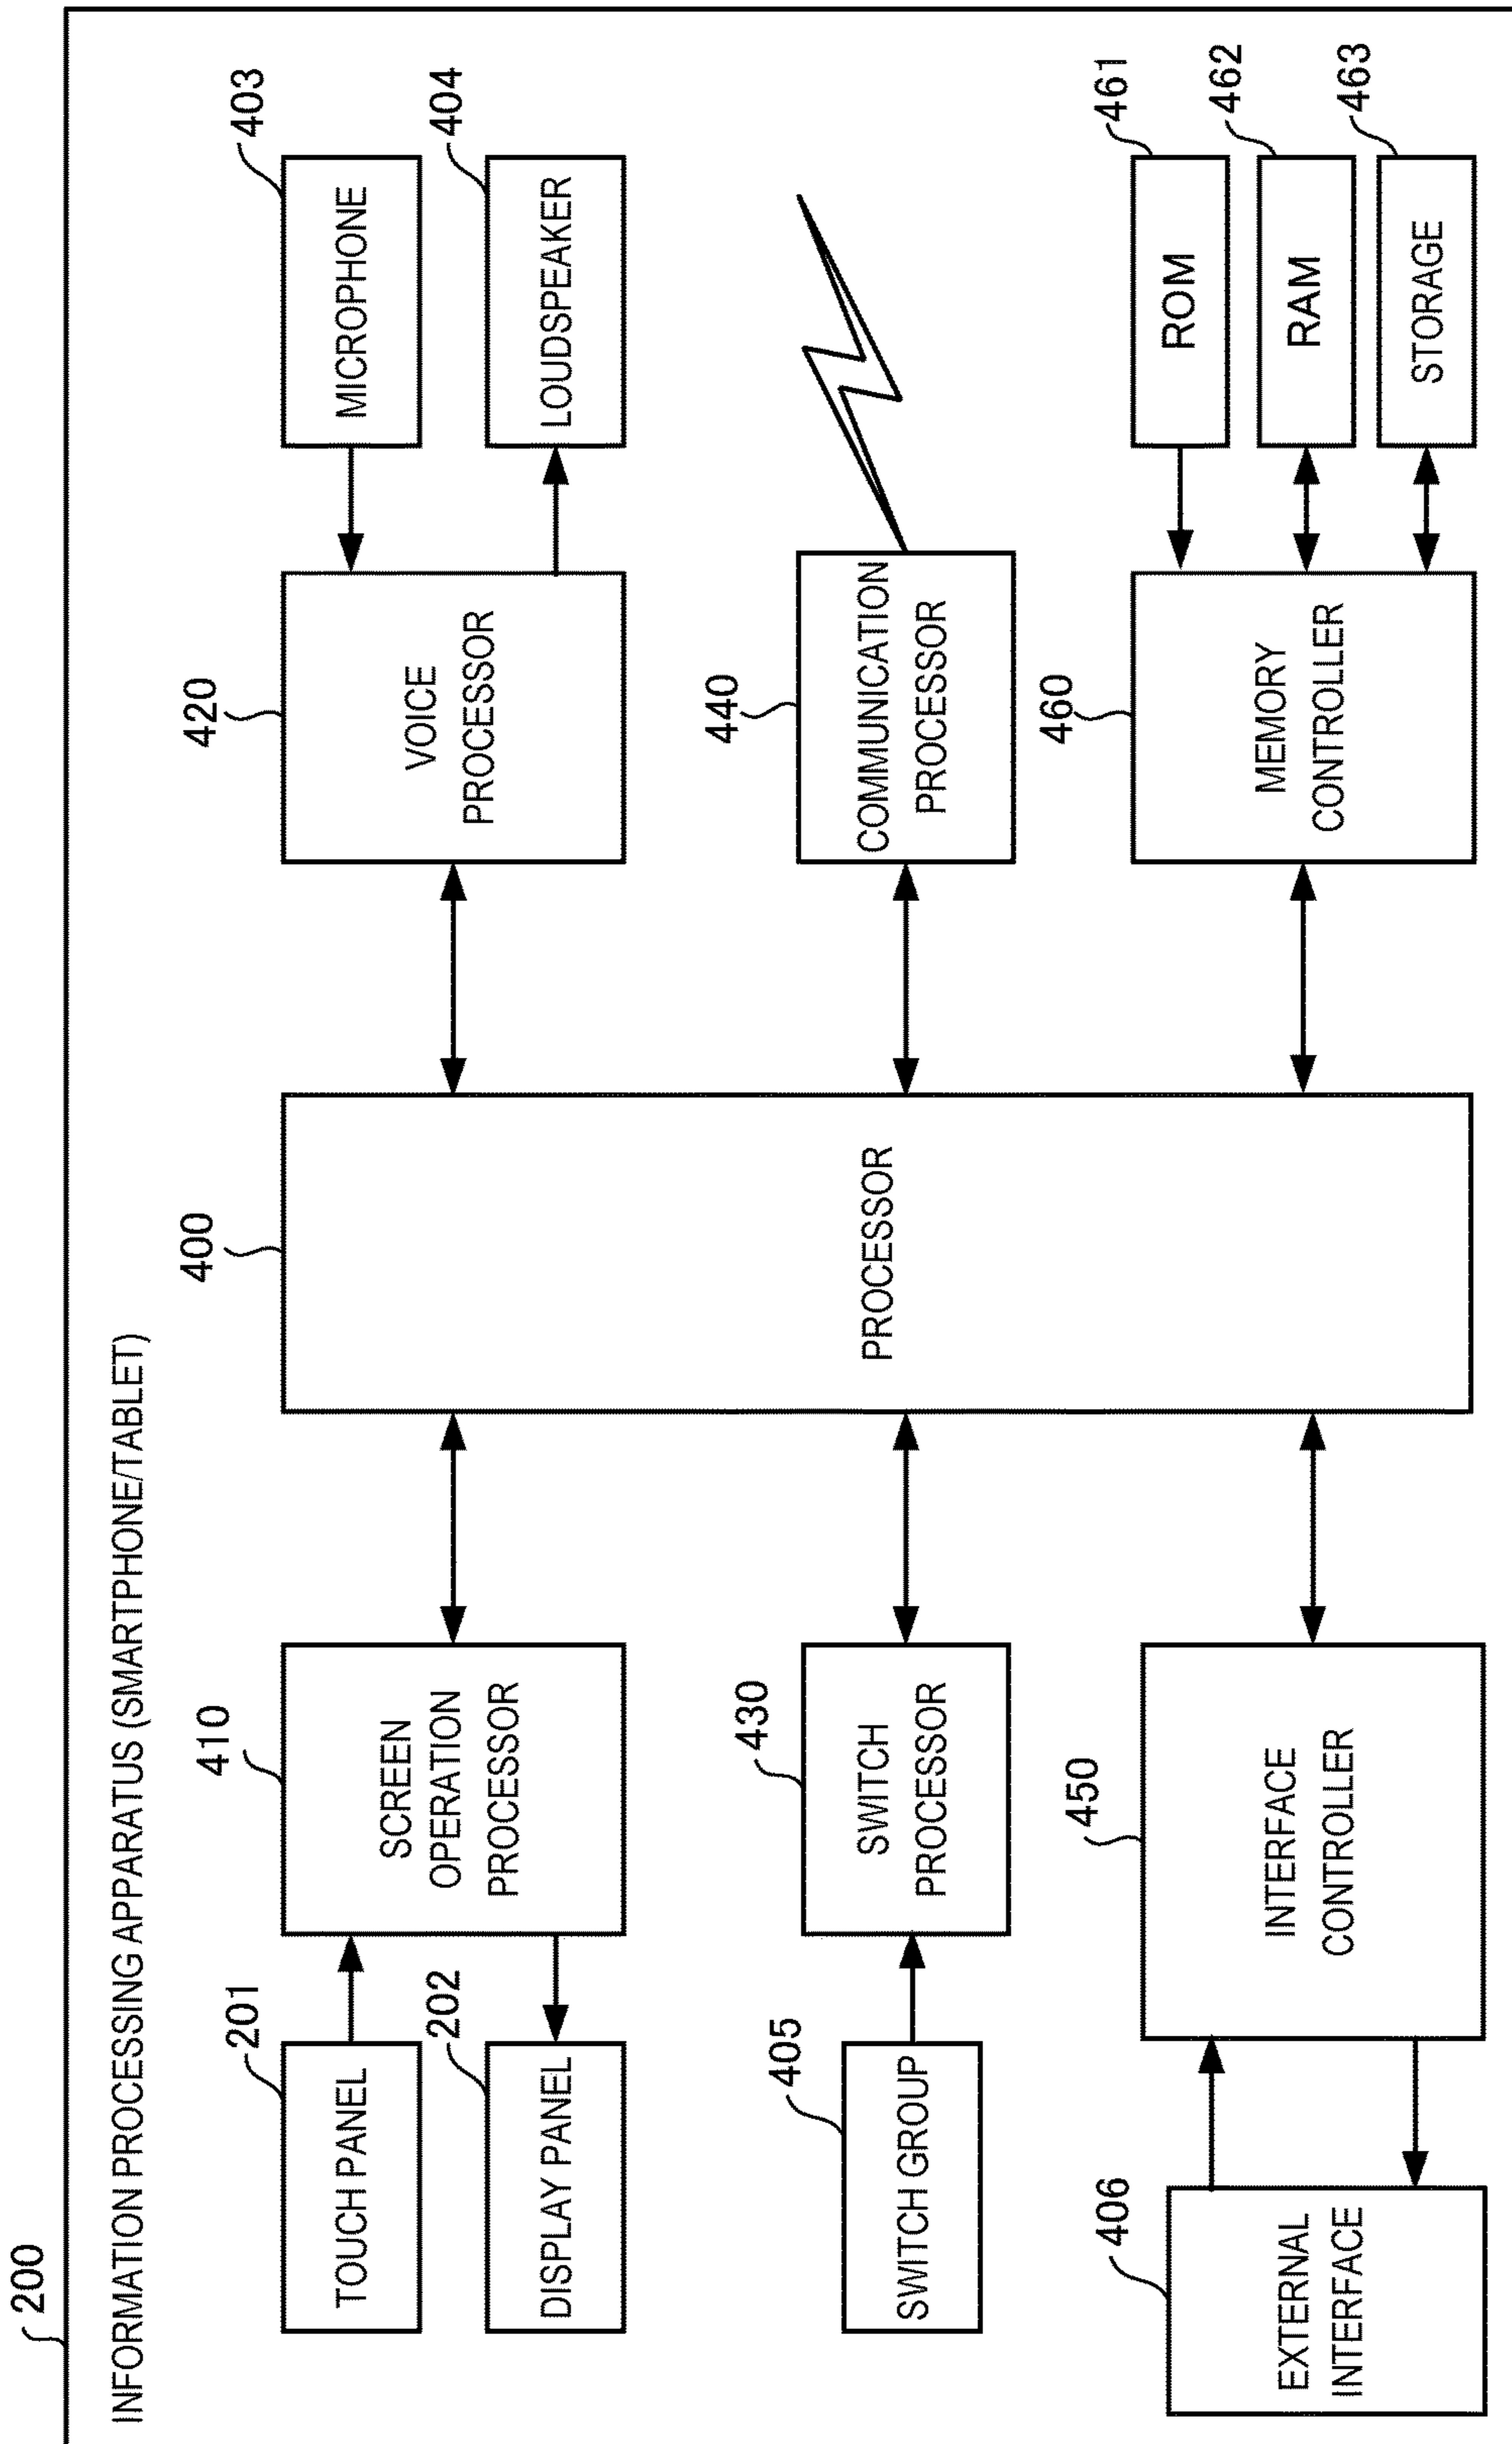 200
INFORMATION PROCESSING APPARATUS (SMARTPHONE/TABLET)
201
TOUCH PANEL
202
DISPLAY PANEL
410
SCREEN
OPERATION
PROCESSOR
400
PROCESSOR
420
VOICE
PROCESSOR
403
MICROPHONE
404
LOUDSPEAKER
405
SWITCH GROUP
430
SWITCH
PROCESSOR
440
COMMUNICATION
PROCESSOR
406
EXTERNAL
INTERFACE
450
INTERFACE
CONTROLLER
460
MEMORY
CONTROLLER
461
ROM
462
RAM
463
STORAGE